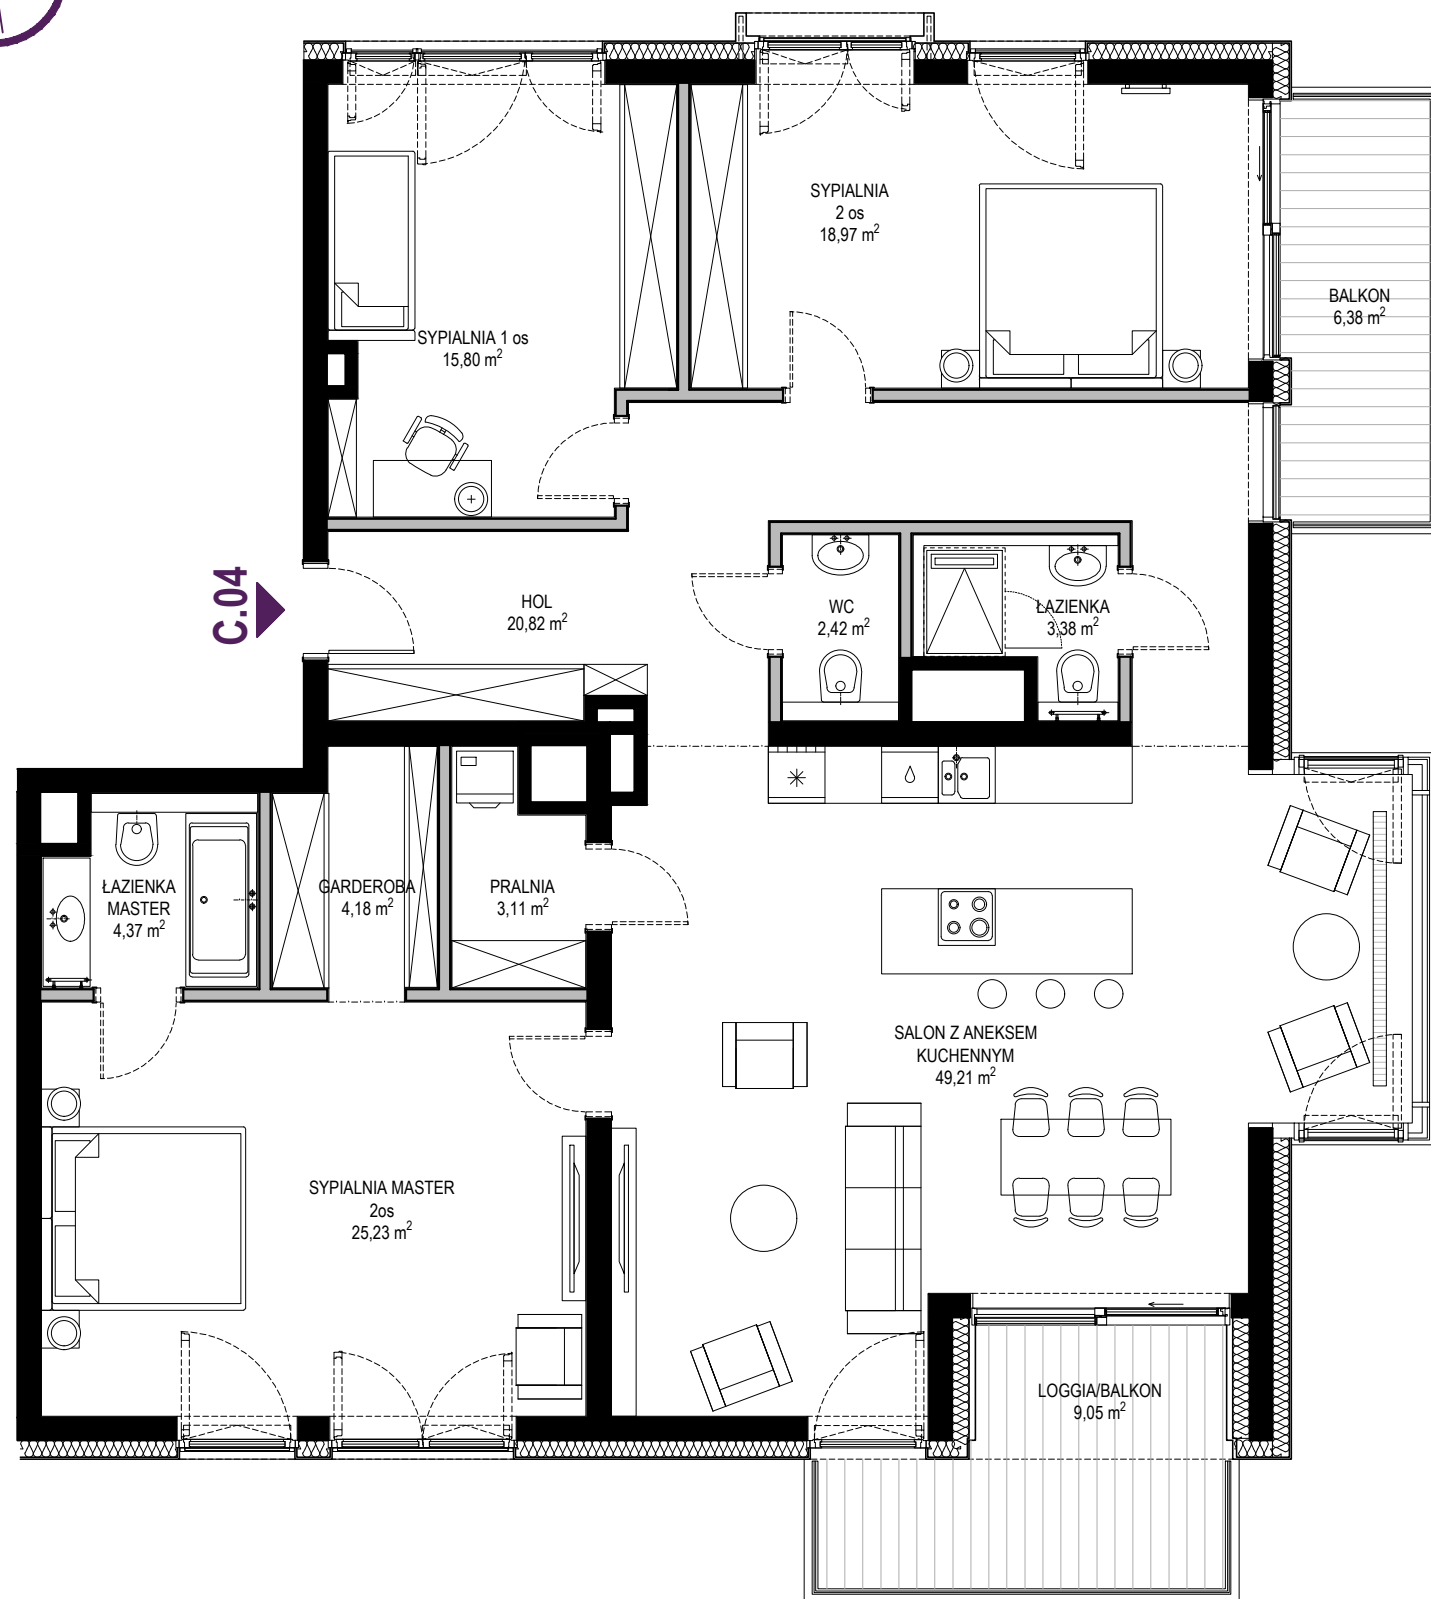 SYPIALNIA
2 os
18,97 m²
BALKON
6,38 m²
SYPIALNIA 1 os
15,80 m²
C.04
HOL
20,82 m²
WC
2,42 m²
ŁAZIENKA
3,38 m²
ŁAZIENKA
MASTER
4,37 m²
GARDEROBA
4,18 m²
PRALNIA
3,11 m²
SALON Z ANEKSEM
KUCHENNYM
49,21 m²
SYPIALNIA MASTER
2os
25,23 m²
LOGGIA/BALKON
9,05 m²